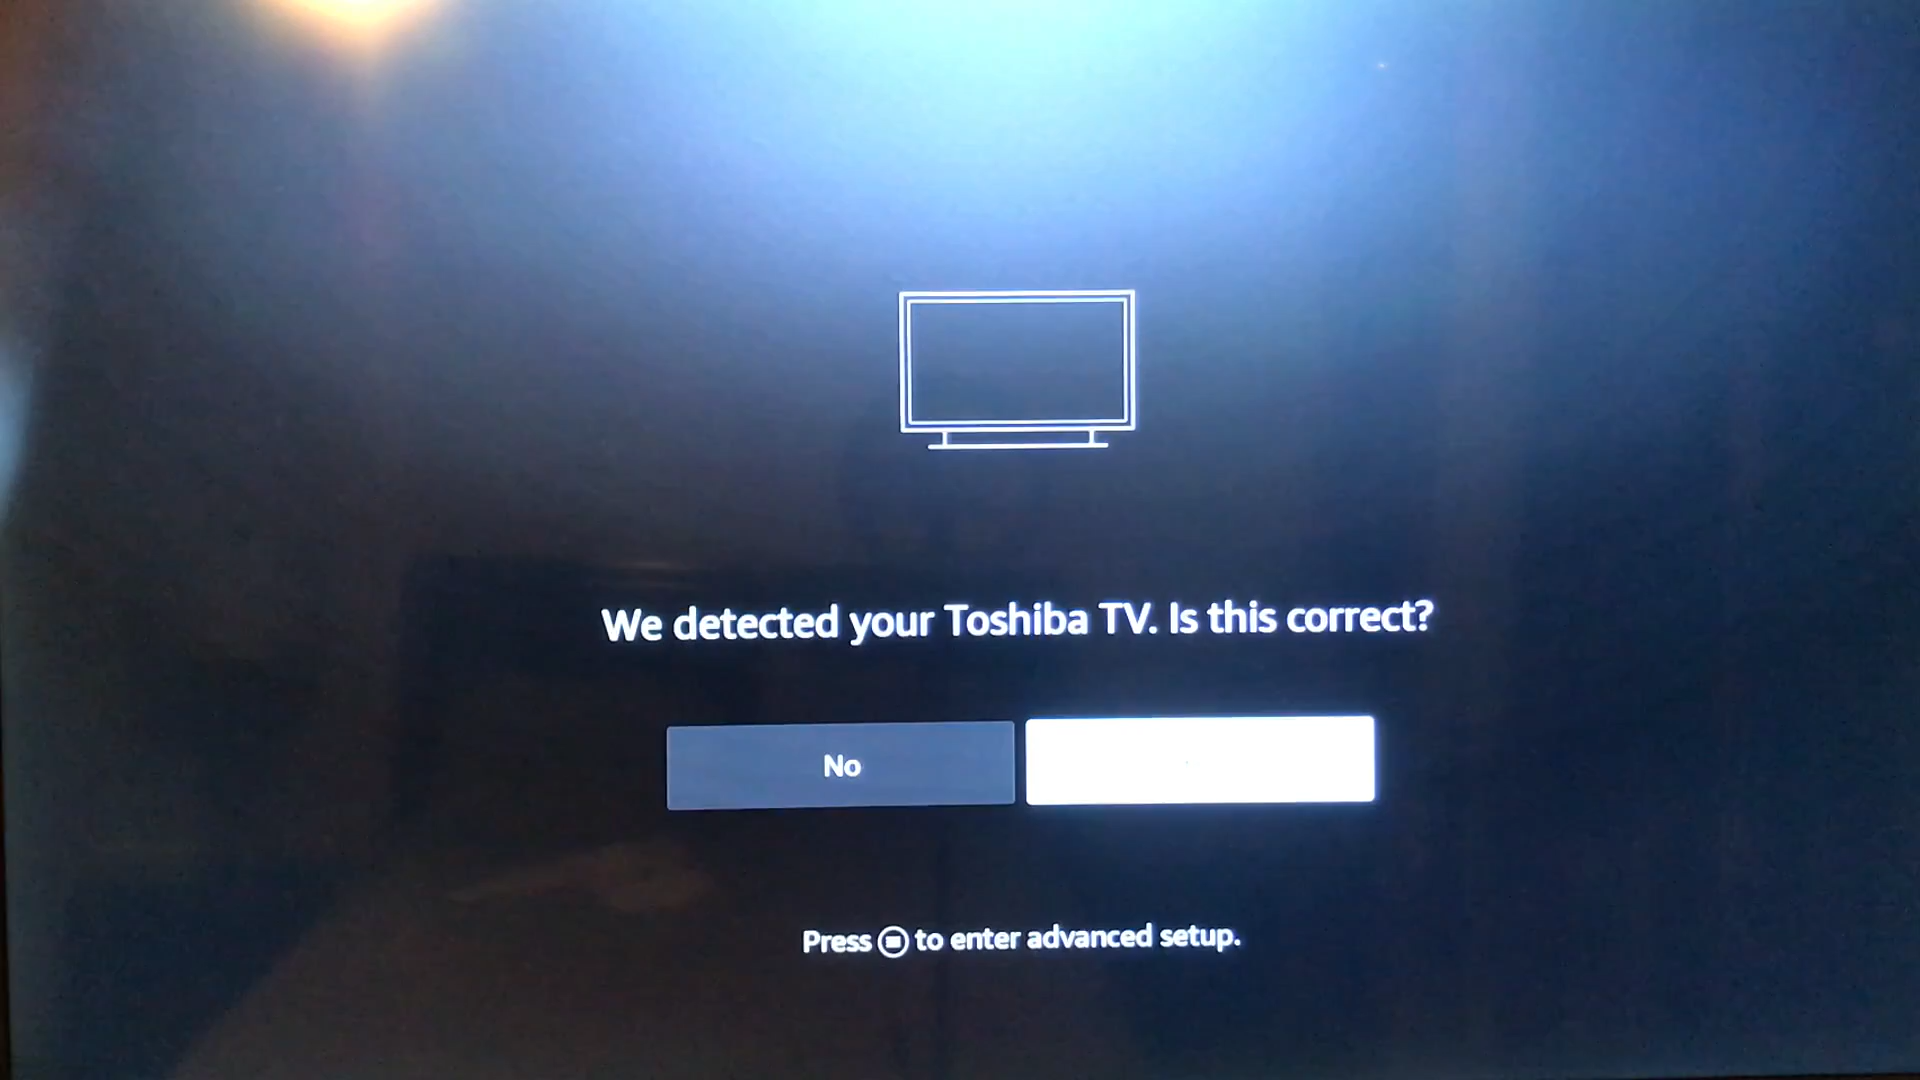 We detected your Toshiba TV. Is this correct?
No
Press to enter advanced setup.